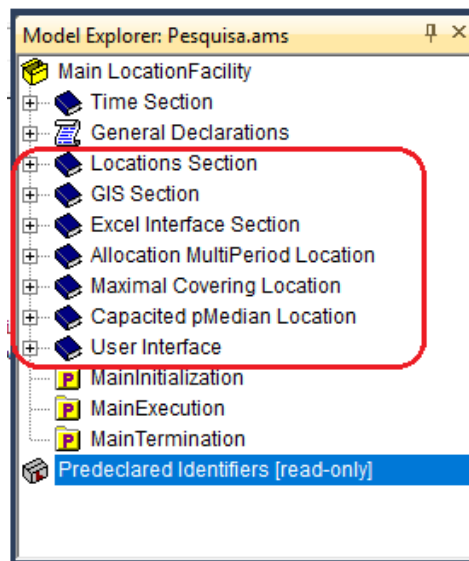 Model Explorer: Pesquisa.ams
Main LocationFacility
Time Section
General Declarations
Locations Section
GIS Section
Excel Interface Section
Allocation MultiPeriod Location
Maximal Covering Location
Capacited pMedian Location
User Interface
P MainInitialization
P MainExecution
P MainTermination
Predeclared Identifiers [read-only]